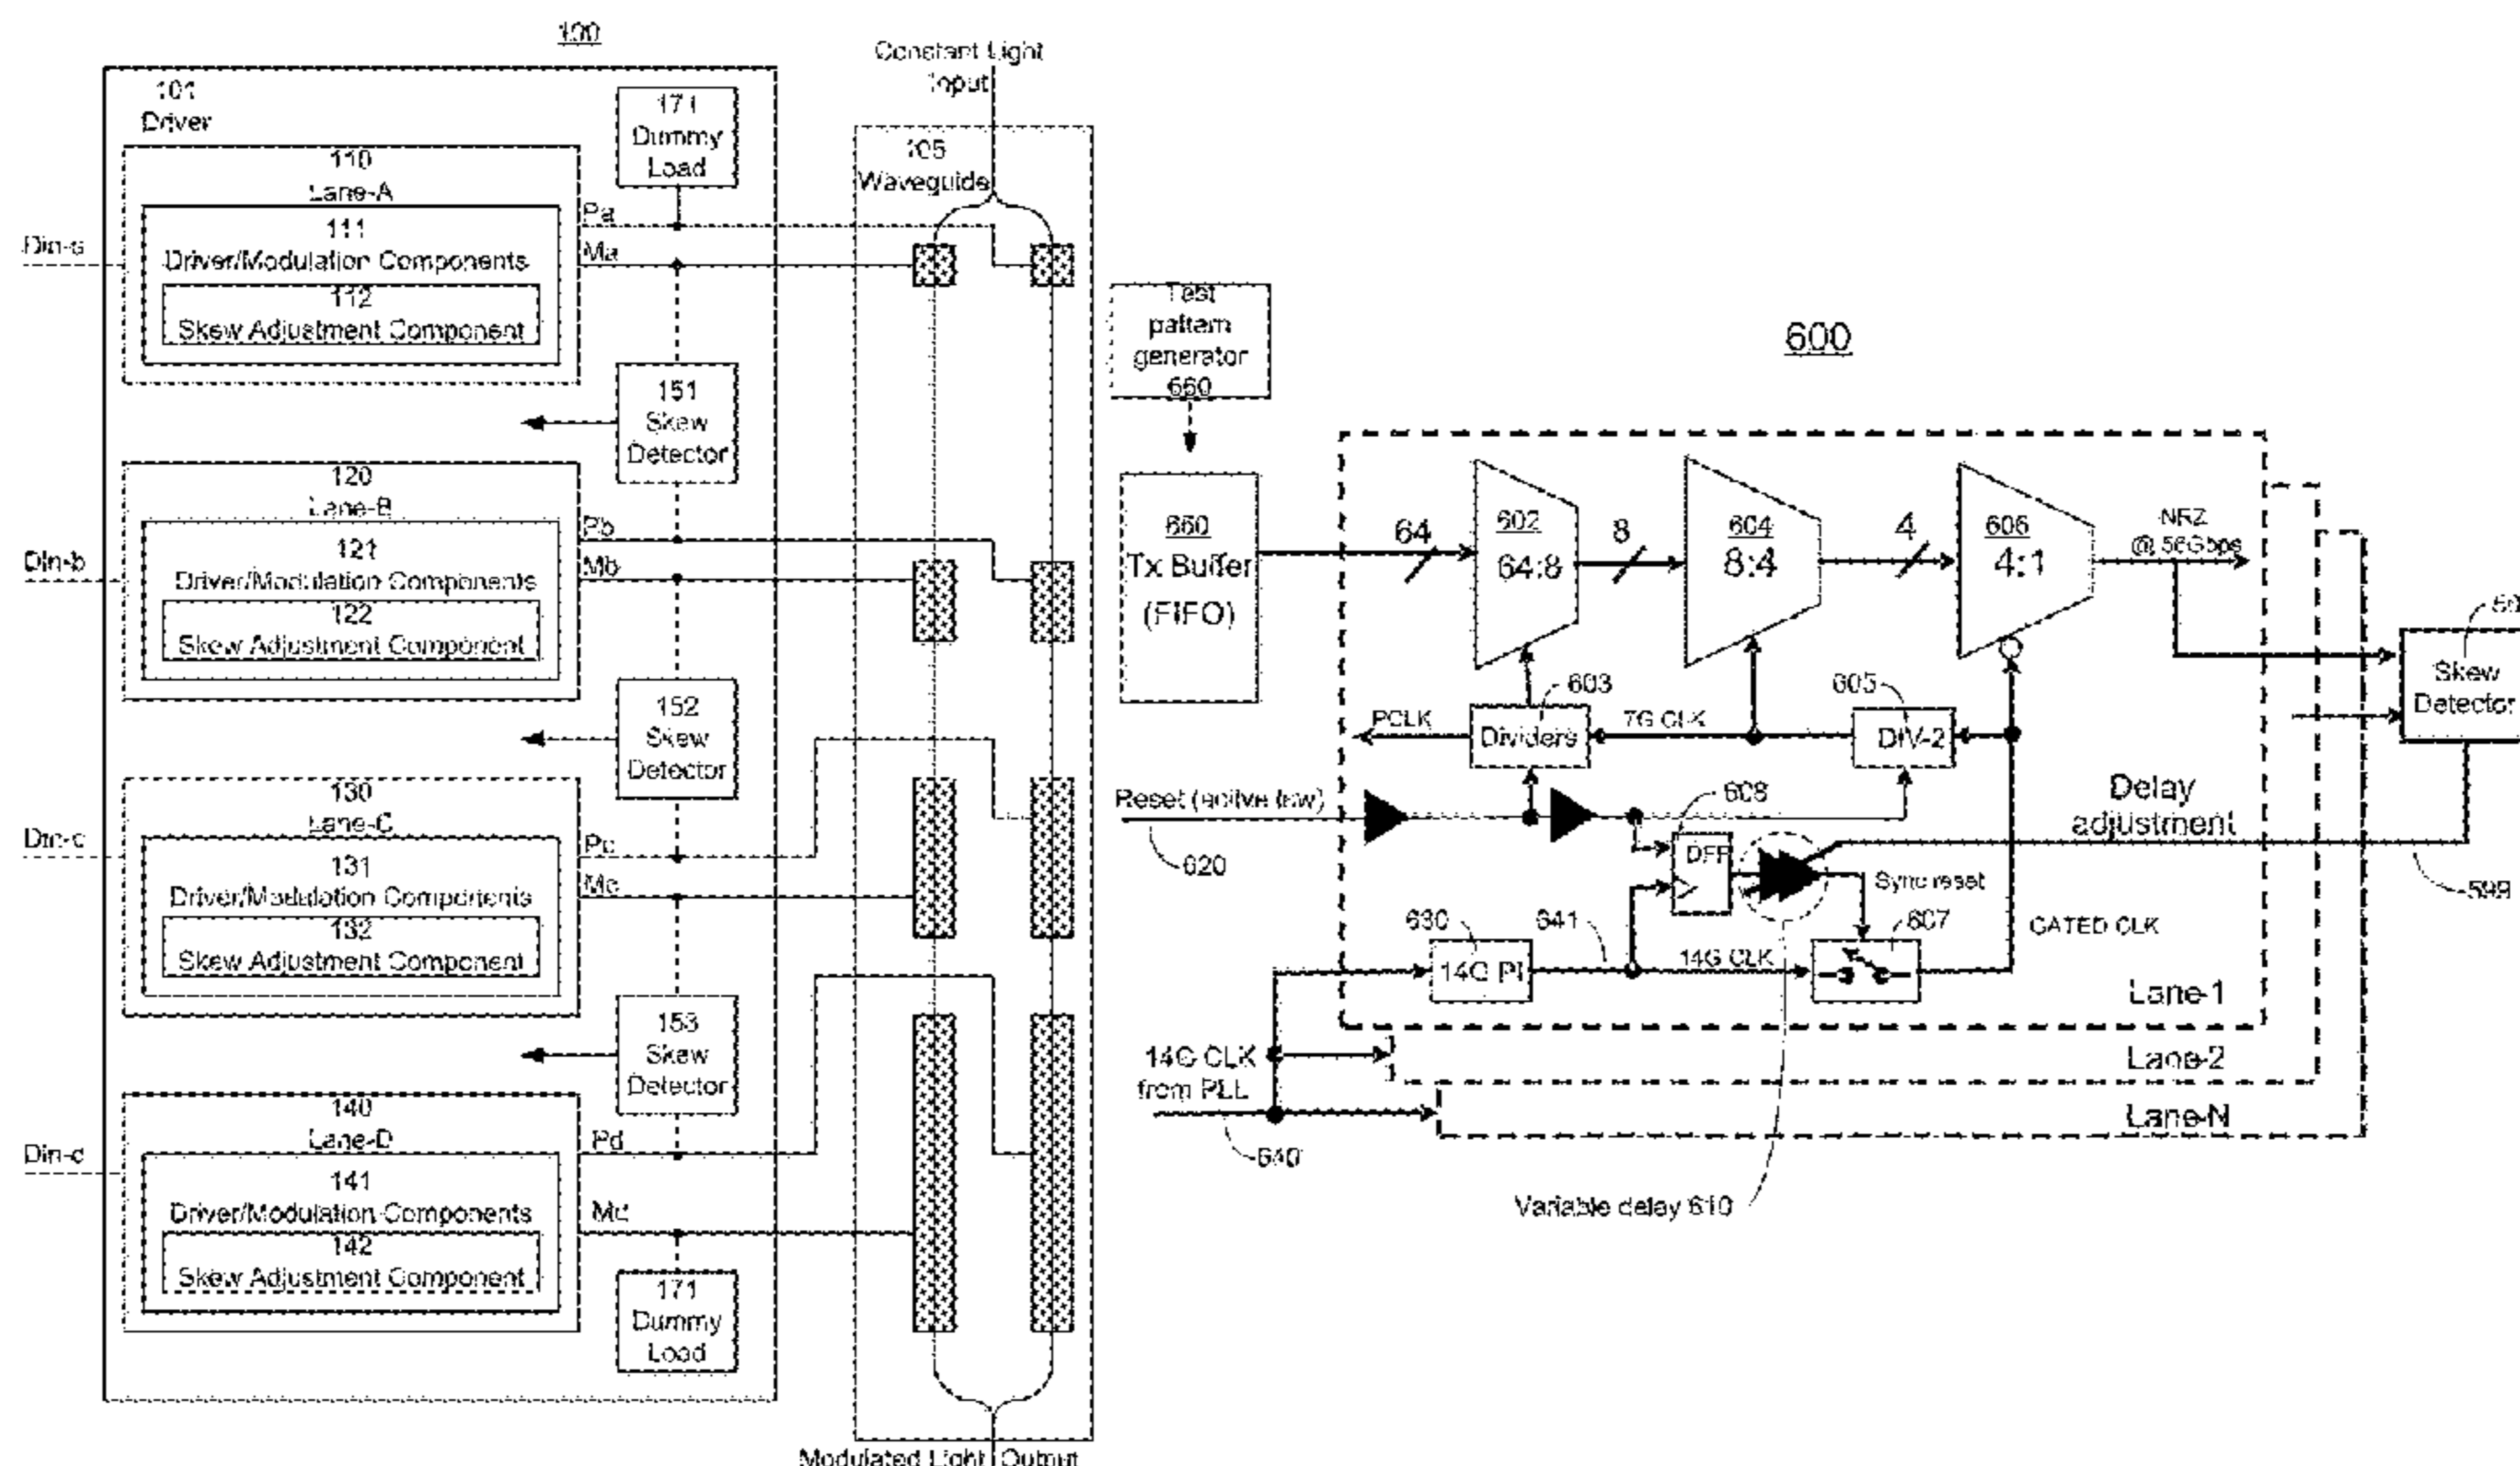 100
Constant Light
Input
101
Driver
171
Dummy
Load
105
Waveguide
110
Lane-A
111
Driver/Modulation Components
112
Skew Adjustment Component
Din-a
Pa
Ma
151
Skew
Detector
120
Lane-B
121
Driver/Modulation Components
122
Skew Adjustment Component
Din-b
Pb
Mb
152
Skew
Detector
130
Lane-C
131
Driver/Modulation Components
132
Skew Adjustment Component
Din-c
Pc
Mc
153
Skew
Detector
140
Lane-D
141
Driver/Modulation Components
142
Skew Adjustment Component
Din-d
Pd
Md
171
Dummy
Load
Modulated Light Output
600
Test
pattern
generator
660
650
Tx Buffer
(FIFO)
64
602
64:8
8
604
8:4
4
606
4:1
NRZ
@ 56Gbps
Skew
Detector
603
Dividers
PCLK
7G CLK
605
DIV-2
Reset (active low)
620
608
DFF
Delay
adjustment
Sync reset
599
630
14G PI
641
14G CLK
607
GATED CLK
Lane-1
Lane-2
Lane-N
14G CLK
from PLL
640
Variable delay 610